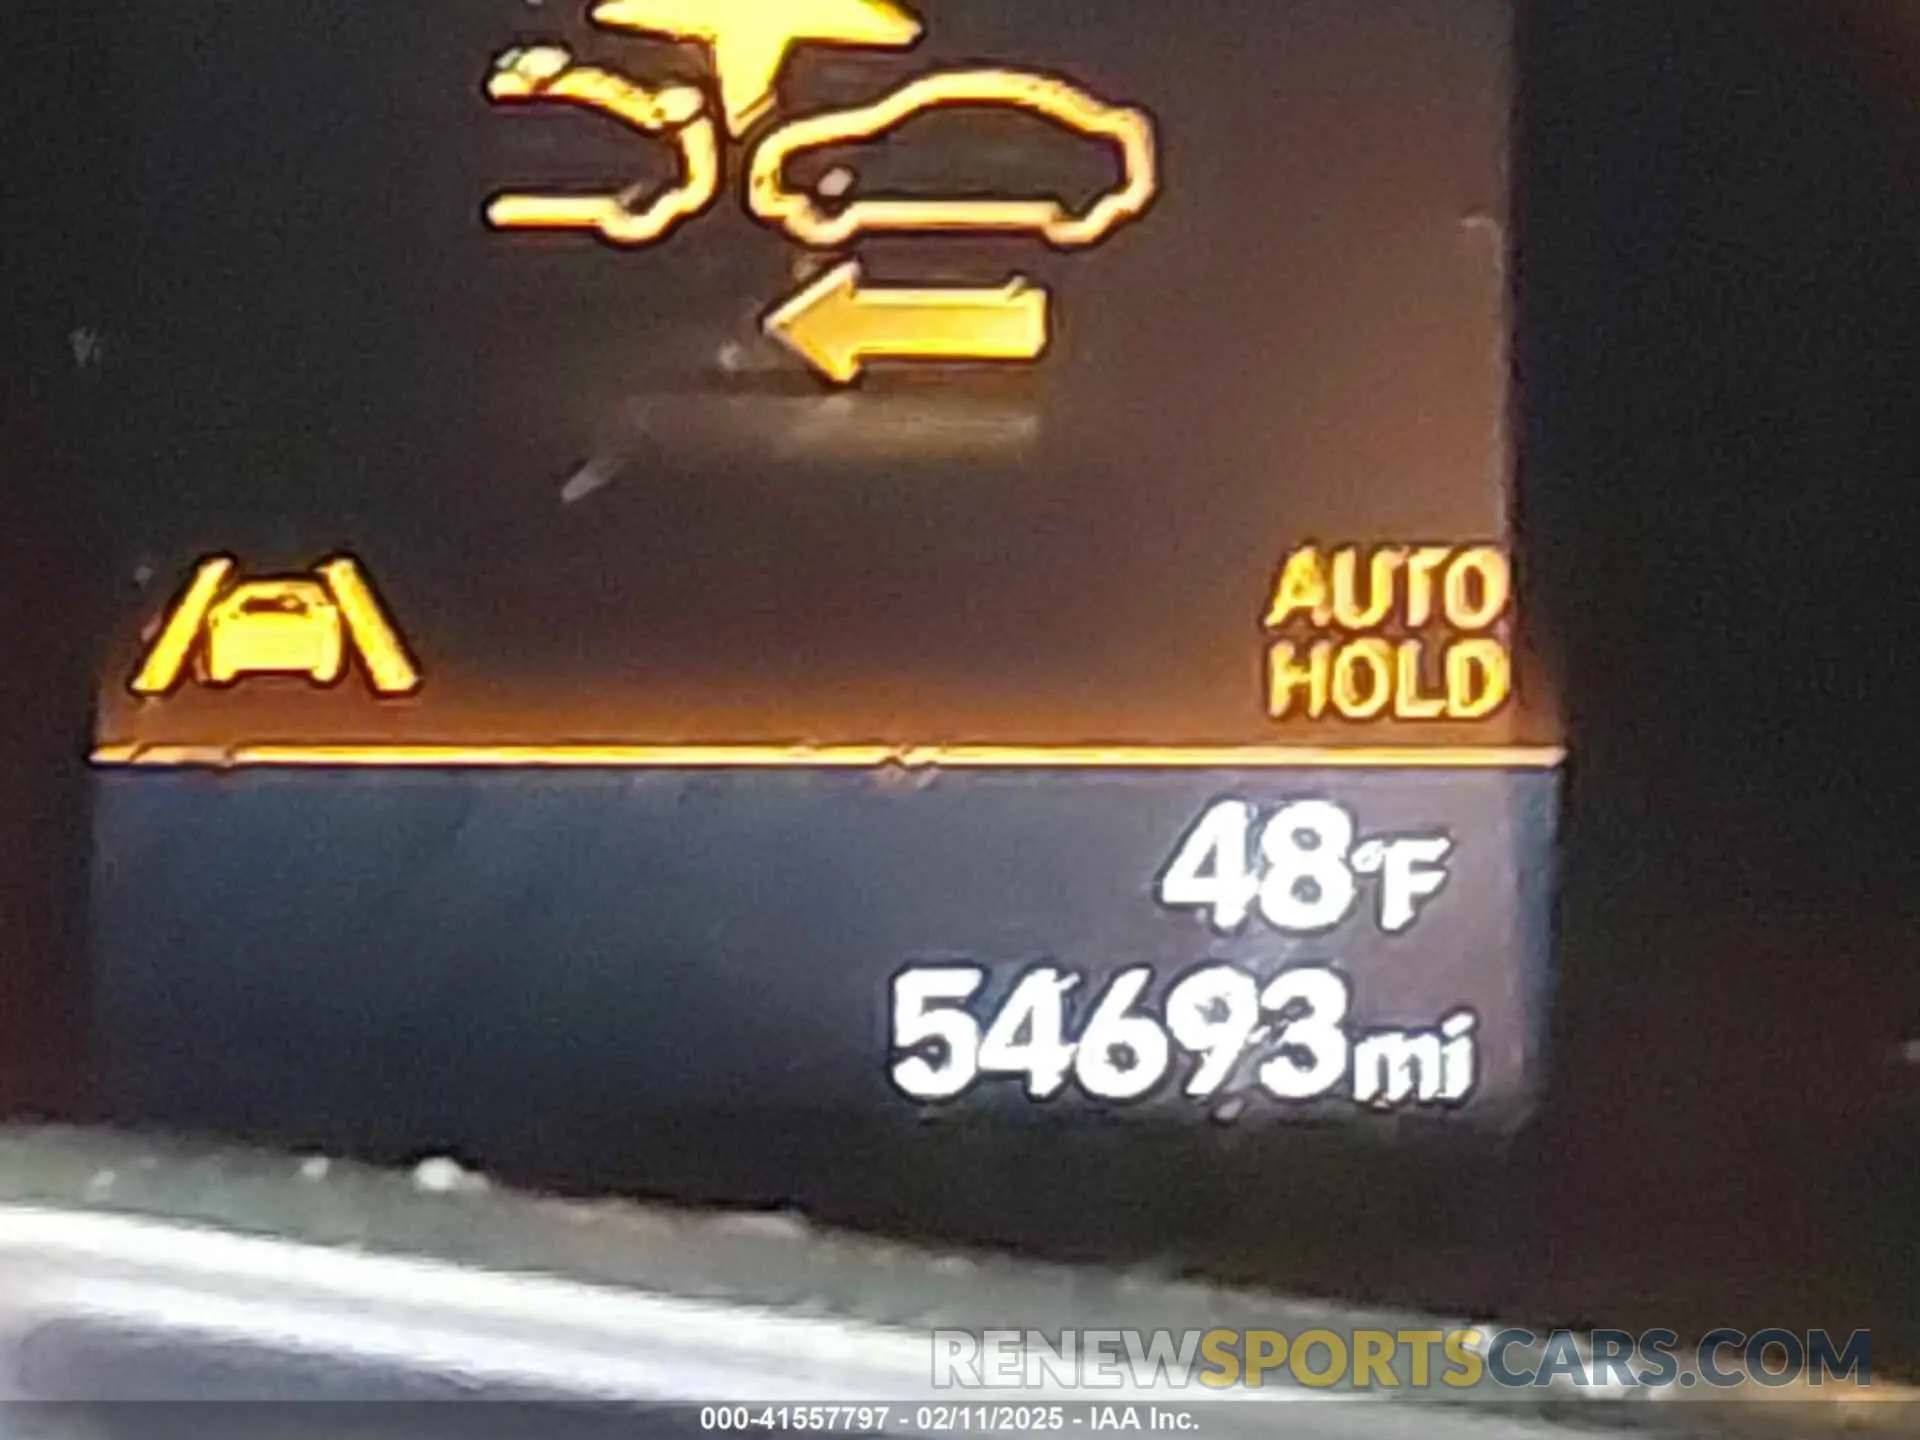 AUTO
HOLD
48°F
54693mi
RENEWSPORTSCARS.COM
000-41557797 - 02/11/2025 - IAA Inc.